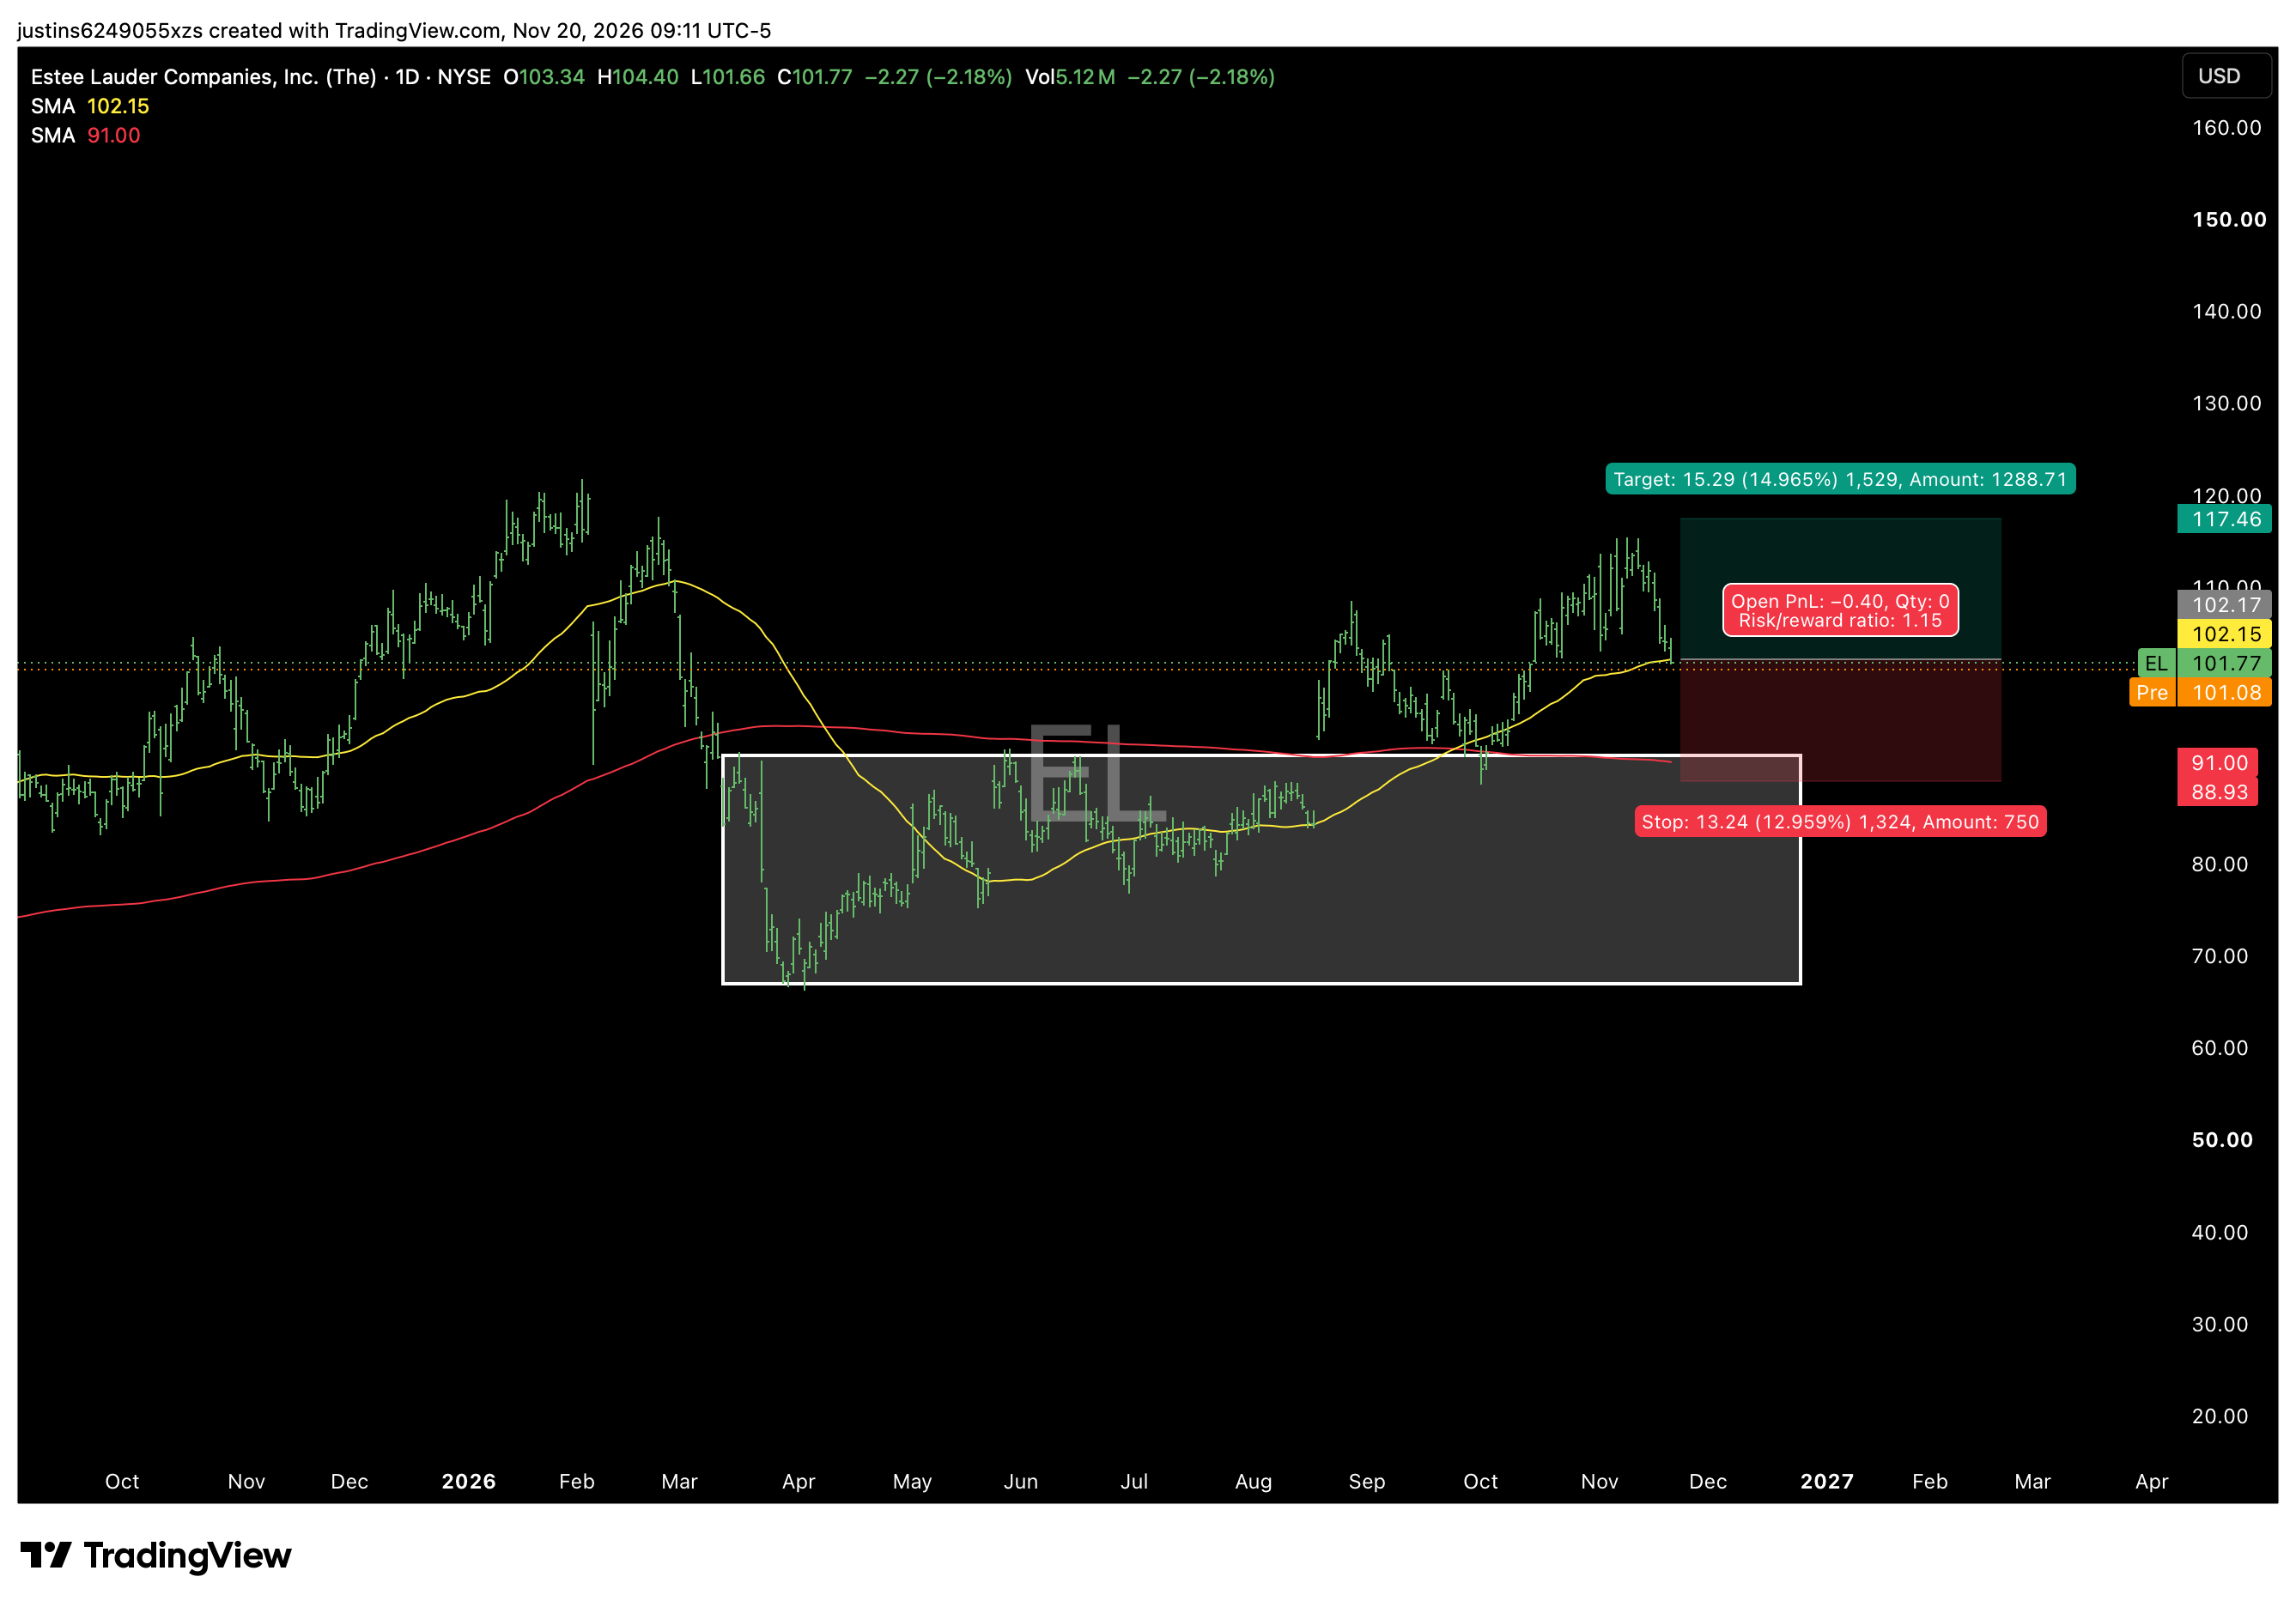 justins6249055xzs created with TradingView.com, Nov 20, 2026 09:11 UTC-5
Estee Lauder Companies, Inc. (The) · 1D · NYSE O103.34 H104.40 L101.66 C101.77 −2.27 (−2.18%) Vol5.12 M −2.27 (−2.18%)
USD
SMA 102.15
SMA 91.00
160.00
150.00
140.00
130.00
Target: 15.29 (14.965%) 1,529, Amount: 1288.71
120.00
117.46
110.00
Open PnL: −0.40, Qty: 0
Risk/reward ratio: 1.15
102.17
102.15
EL 101.77
Pre 101.08
EL
91.00
88.93
Stop: 13.24 (12.959%) 1,324, Amount: 750
80.00
70.00
60.00
50.00
40.00
30.00
20.00
Oct Nov Dec 2026 Feb Mar Apr May Jun Jul Aug Sep Oct Nov Dec 2027 Feb Mar Apr
TradingView